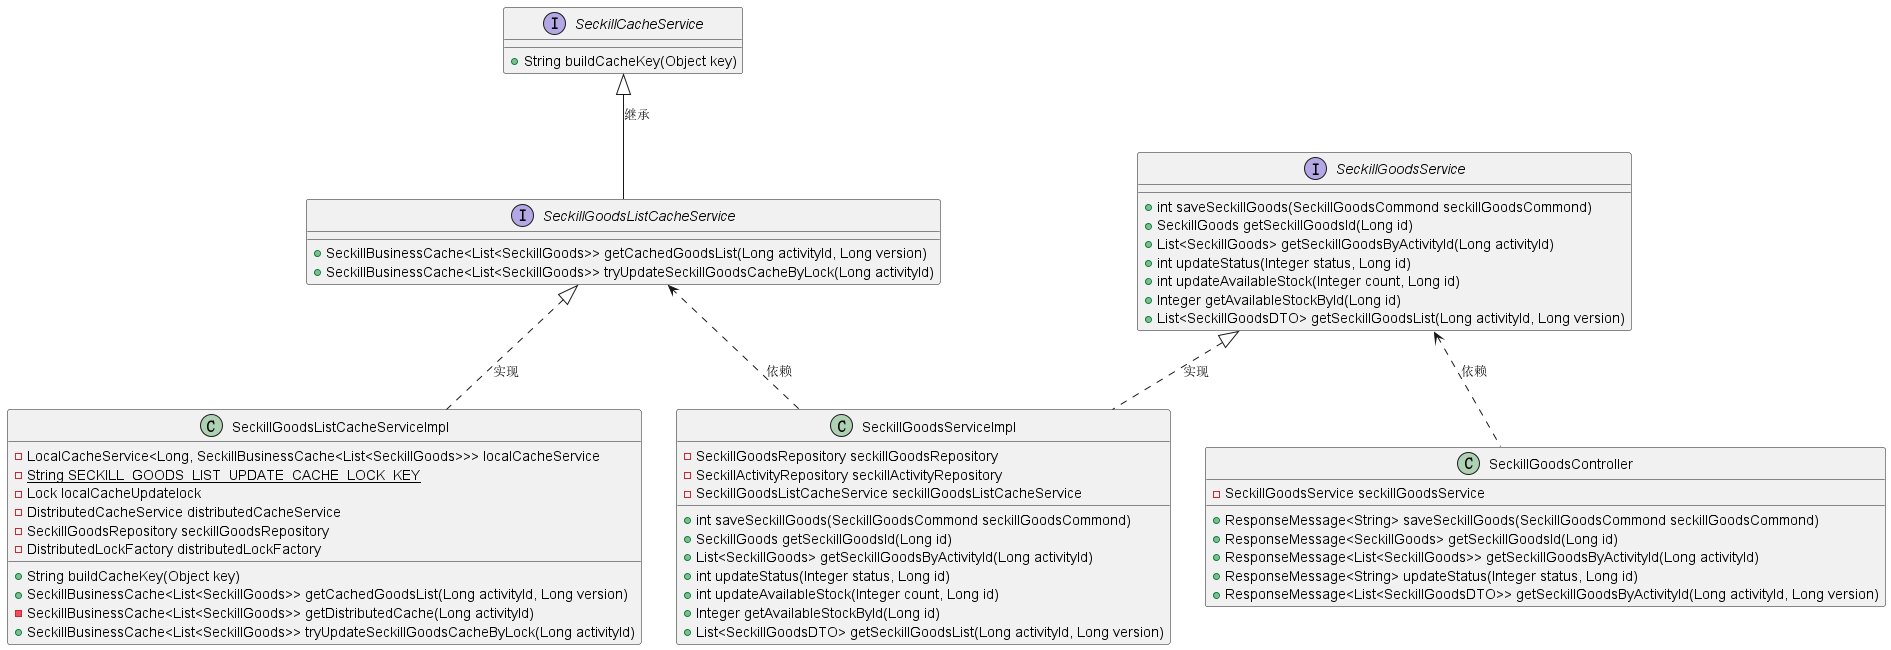 I SeckillCacheService
String buildCacheKey(Object key)
继承
I SeckillGoodsListCacheService
SeckillBusinessCache<List<SeckillGoods>> getCachedGoodsList(Long activityId, Long version)
SeckillBusinessCache<List<SeckillGoods>> tryUpdateSeckillGoodsCacheByLock(Long activityId)
I SeckillGoodsService
int saveSeckillGoods(SeckillGoodsCommond seckillGoodsCommond)
SeckillGoods getSeckillGoodsId(Long id)
List<SeckillGoods> getSeckillGoodsByActivityId(Long activityId)
int updateStatus(Integer status, Long id)
int updateAvailableStock(Integer count, Long id)
Integer getAvailableStockById(Long id)
List<SeckillGoodsDTO> getSeckillGoodsList(Long activityId, Long version)
实现
依赖
实现
依赖
C SeckillGoodsListCacheServiceImpl
LocalCacheService<Long, SeckillBusinessCache<List<SeckillGoods>>> localCacheService
String SECKILL_GOODS_LIST_UPDATE_CACHE_LOCK_KEY
Lock localCacheUpdatelock
DistributedCacheService distributedCacheService
SeckillGoodsRepository seckillGoodsRepository
DistributedLockFactory distributedLockFactory
String buildCacheKey(Object key)
SeckillBusinessCache<List<SeckillGoods>> getCachedGoodsList(Long activityId, Long version)
SeckillBusinessCache<List<SeckillGoods>> getDistributedCache(Long activityId)
SeckillBusinessCache<List<SeckillGoods>> tryUpdateSeckillGoodsCacheByLock(Long activityId)
C SeckillGoodsServiceImpl
SeckillGoodsRepository seckillGoodsRepository
SeckillActivityRepository seckillActivityRepository
SeckillGoodsListCacheService seckillGoodsListCacheService
int saveSeckillGoods(SeckillGoodsCommond seckillGoodsCommond)
SeckillGoods getSeckillGoodsId(Long id)
List<SeckillGoods> getSeckillGoodsByActivityId(Long activityId)
int updateStatus(Integer status, Long id)
int updateAvailableStock(Integer count, Long id)
Integer getAvailableStockById(Long id)
List<SeckillGoodsDTO> getSeckillGoodsList(Long activityId, Long version)
C SeckillGoodsController
SeckillGoodsService seckillGoodsService
ResponseMessage<String> saveSeckillGoods(SeckillGoodsCommond seckillGoodsCommond)
ResponseMessage<SeckillGoods> getSeckillGoodsId(Long id)
ResponseMessage<List<SeckillGoods>> getSeckillGoodsByActivityId(Long activityId)
ResponseMessage<String> updateStatus(Integer status, Long id)
ResponseMessage<List<SeckillGoodsDTO>> getSeckillGoodsByActivityId(Long activityId, Long version)